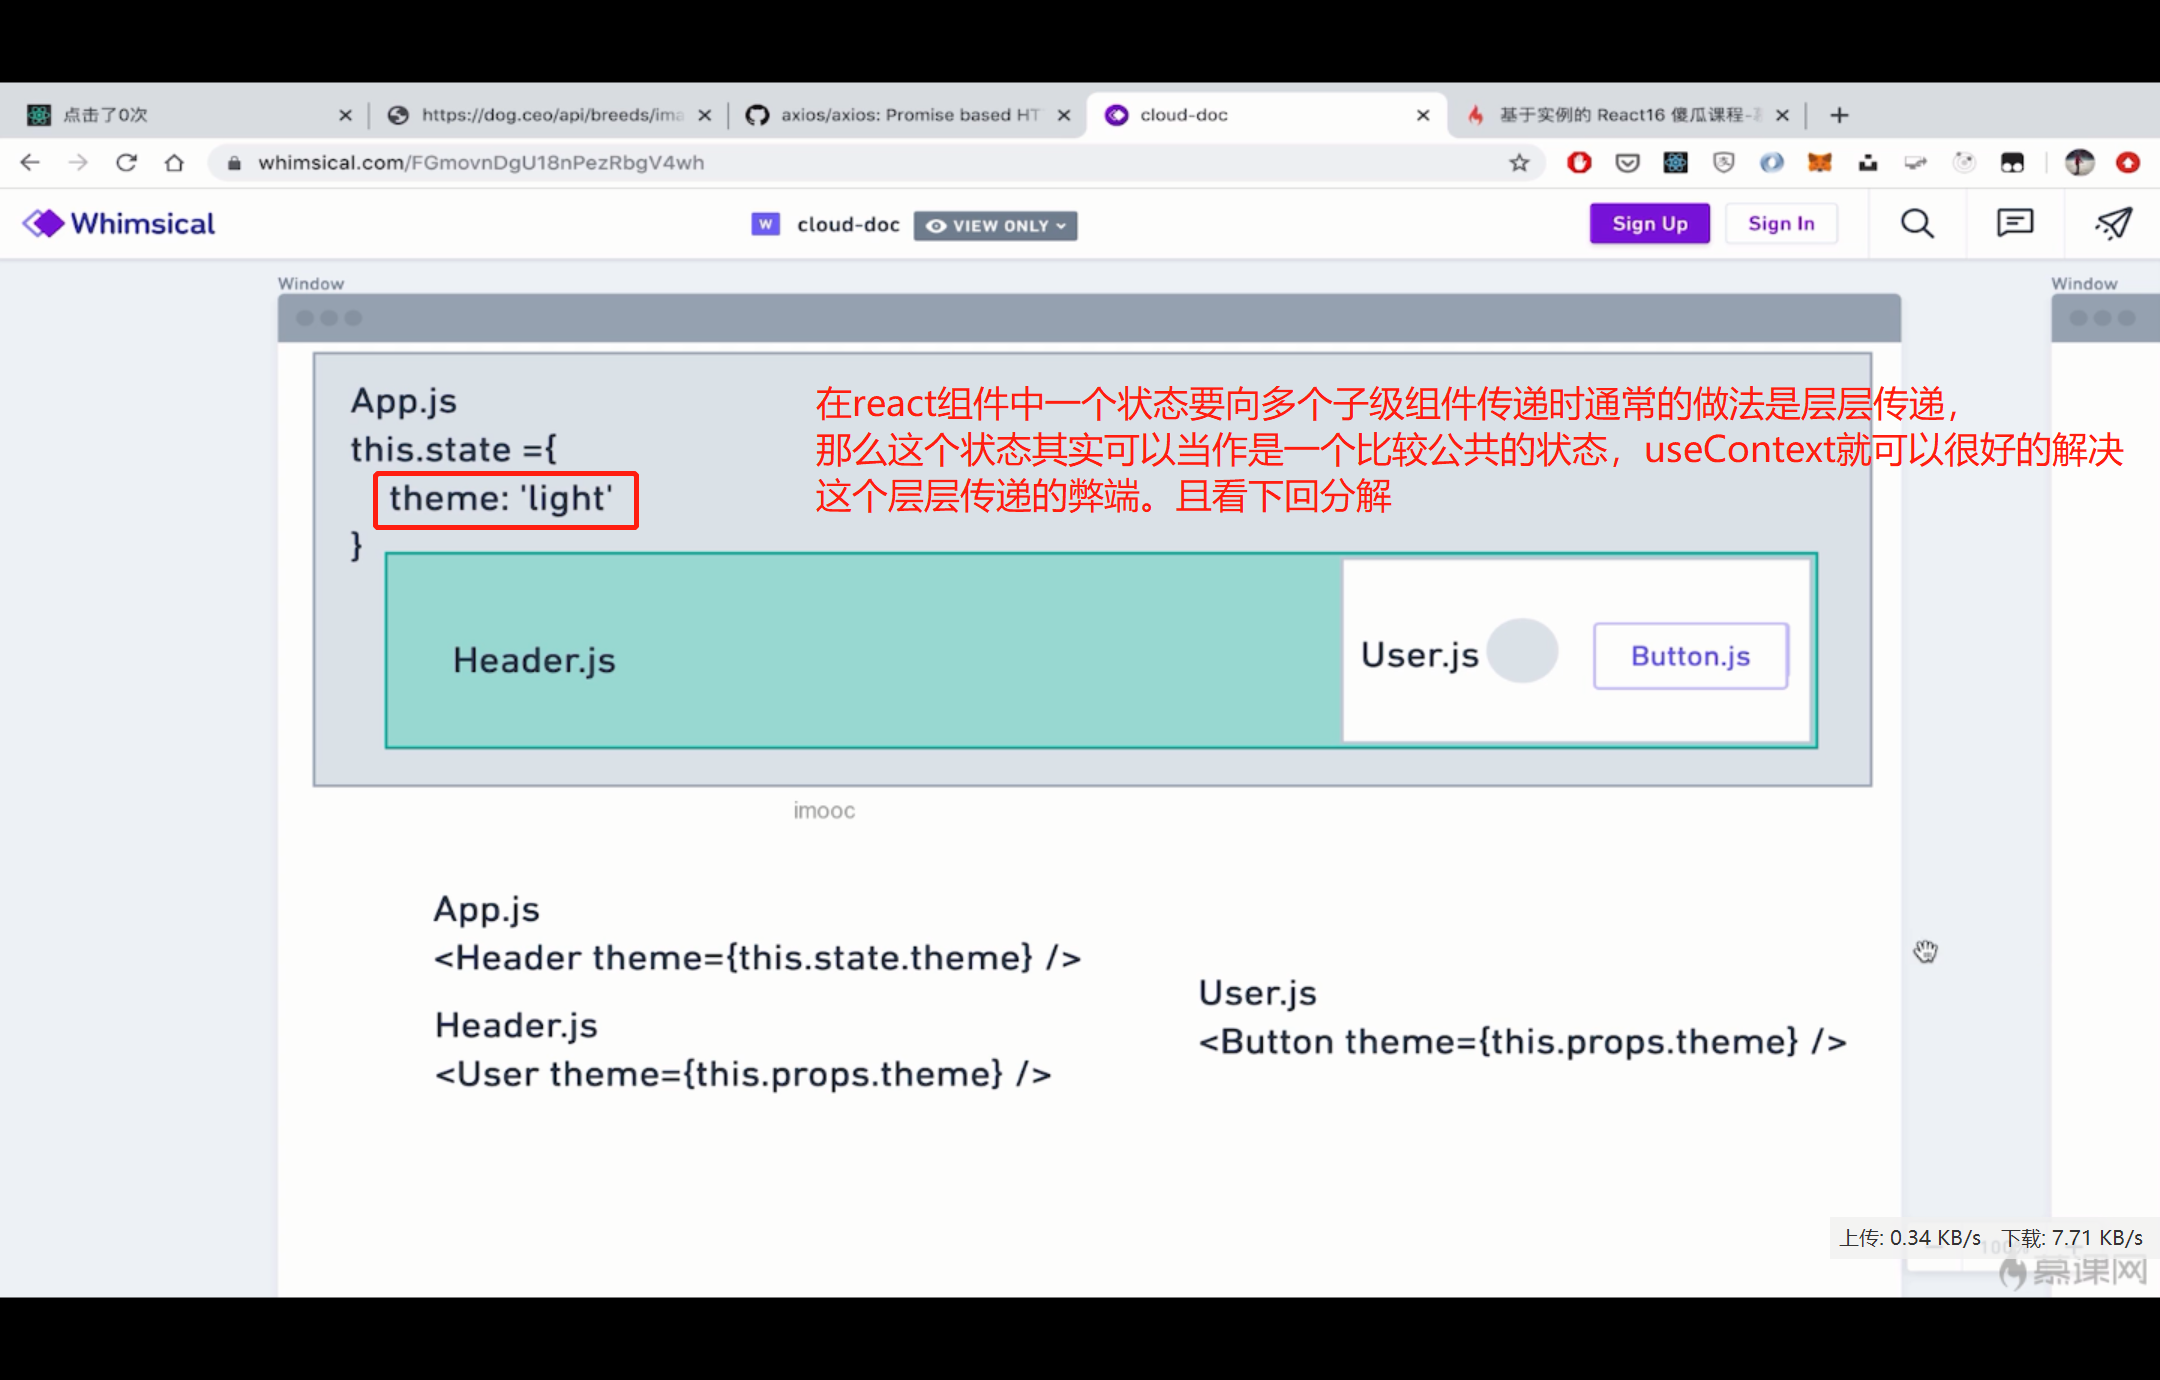 点击了0次
https://dog.ceo/api/breeds/ima
axios/axios: Promise based HT
cloud-doc
基于实例的 React16 傻瓜课程-
whimsical.com/FGmovnDgU18nPezRbgV4wh
Whimsical
W cloud-doc VIEW ONLY
Sign Up Sign In
Window
Window
App.js
this.state ={
theme: 'light'
}
在react组件中一个状态要向多个子级组件传递时通常的做法是层层传递，
那么这个状态其实可以当作是一个比较公共的状态，useContext就可以很好的解决
这个层层传递的弊端。且看下回分解
Header.js
User.js
Button.js
imooc
App.js
<Header theme={this.state.theme} />
Header.js
<User theme={this.props.theme} />
User.js
<Button theme={this.props.theme} />
上传: 0.34 KB/s 下载: 7.71 KB/s
慕课网